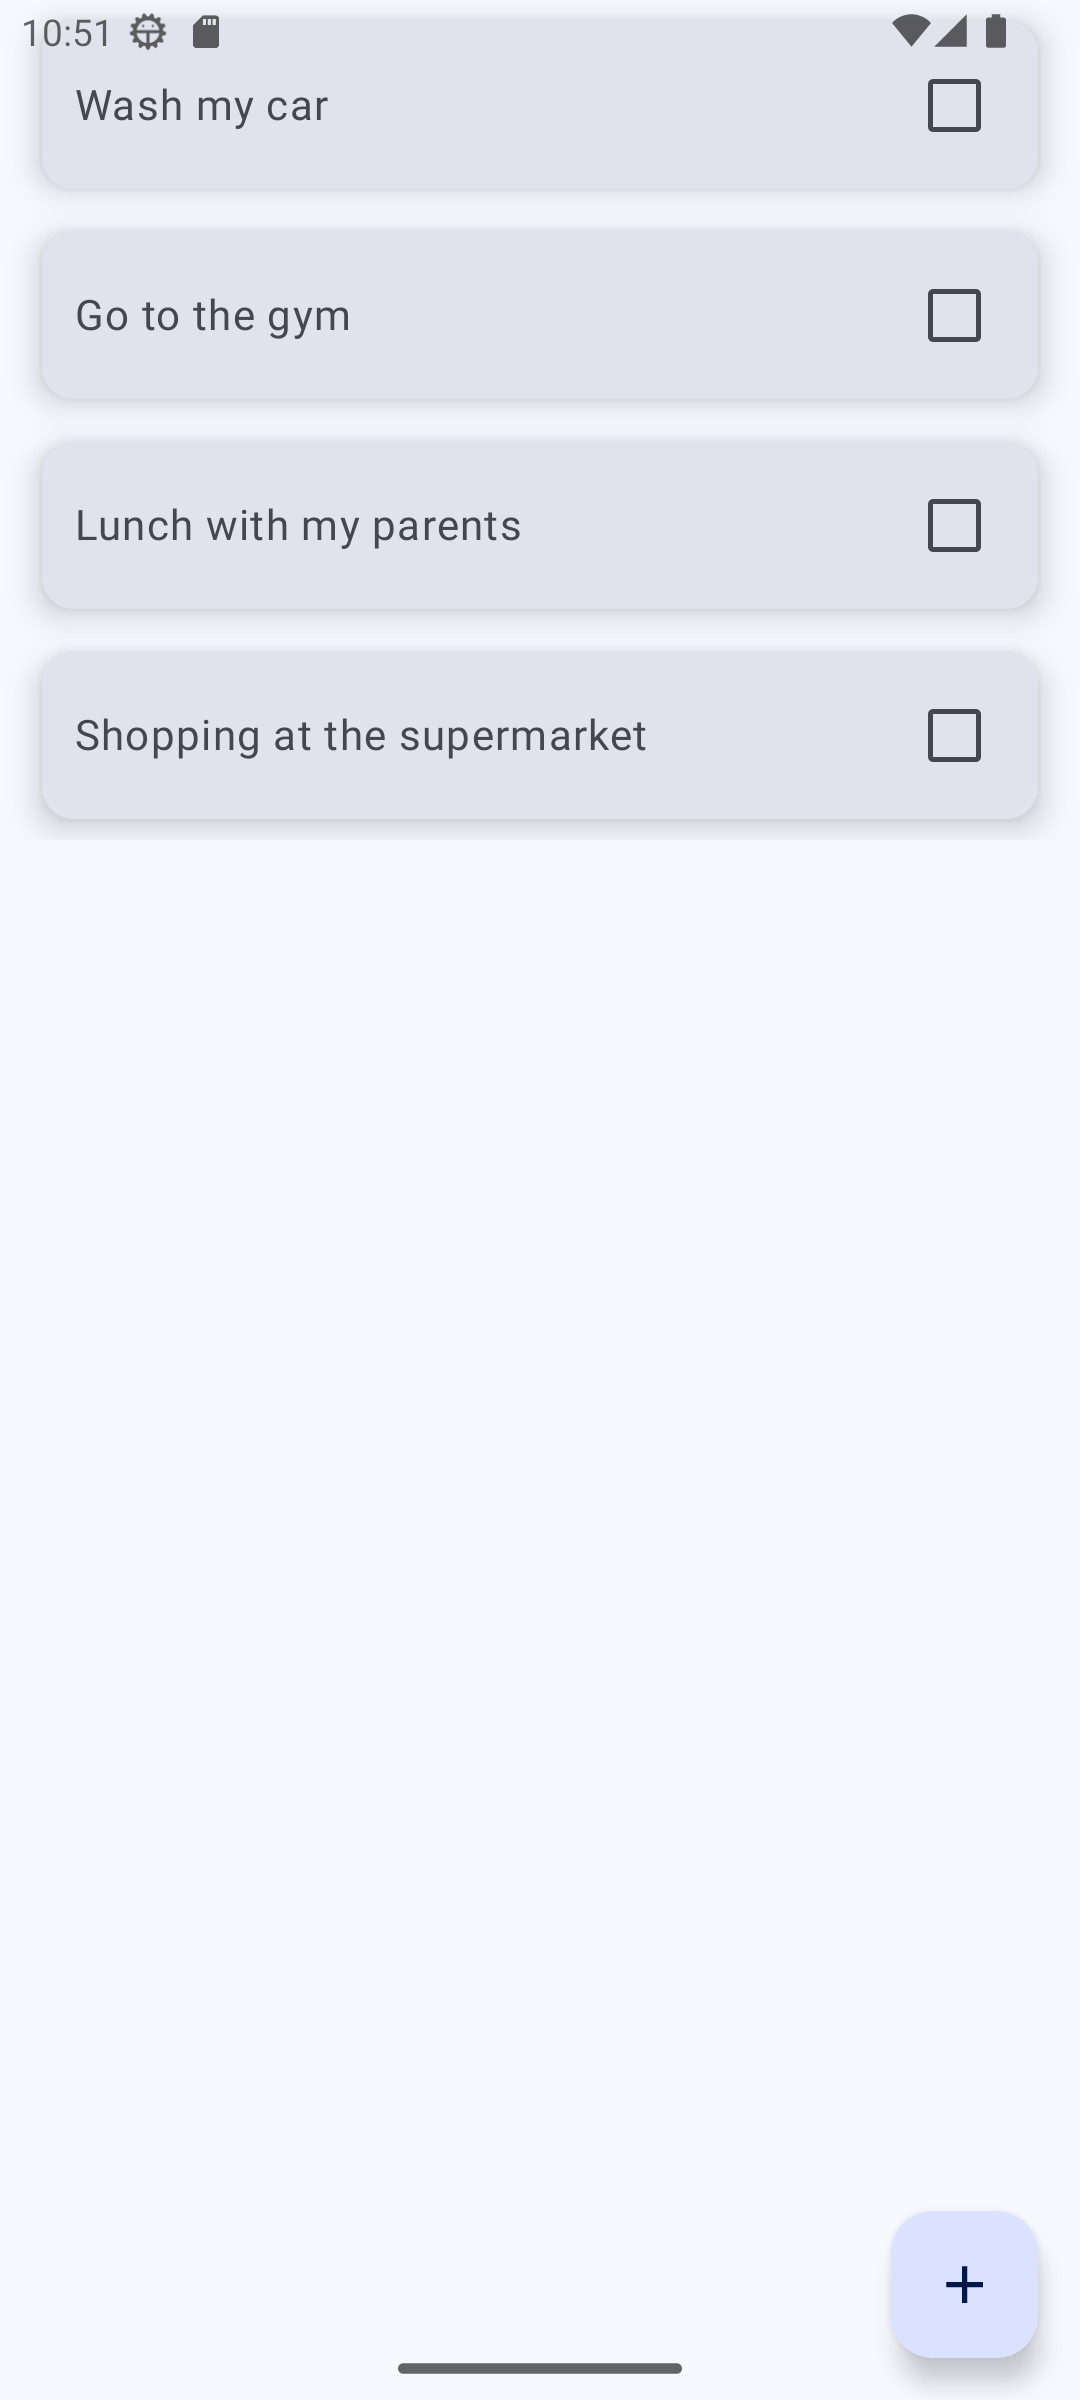 10:51
Wash my car
Go to the gym
Lunch with my parents
Shopping at the supermarket